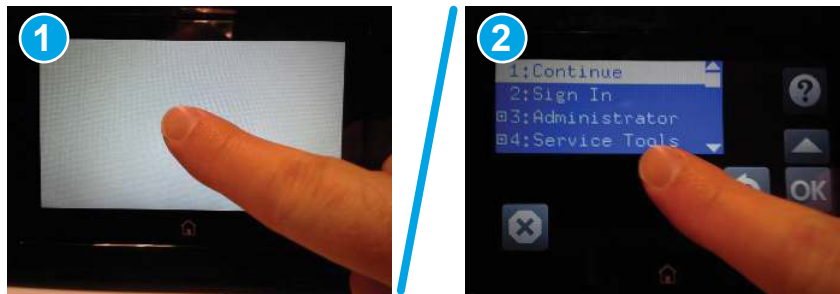 1
2
1:Continue
2:Sign In
+3:Administrator
+4:Service Tools
?
OK